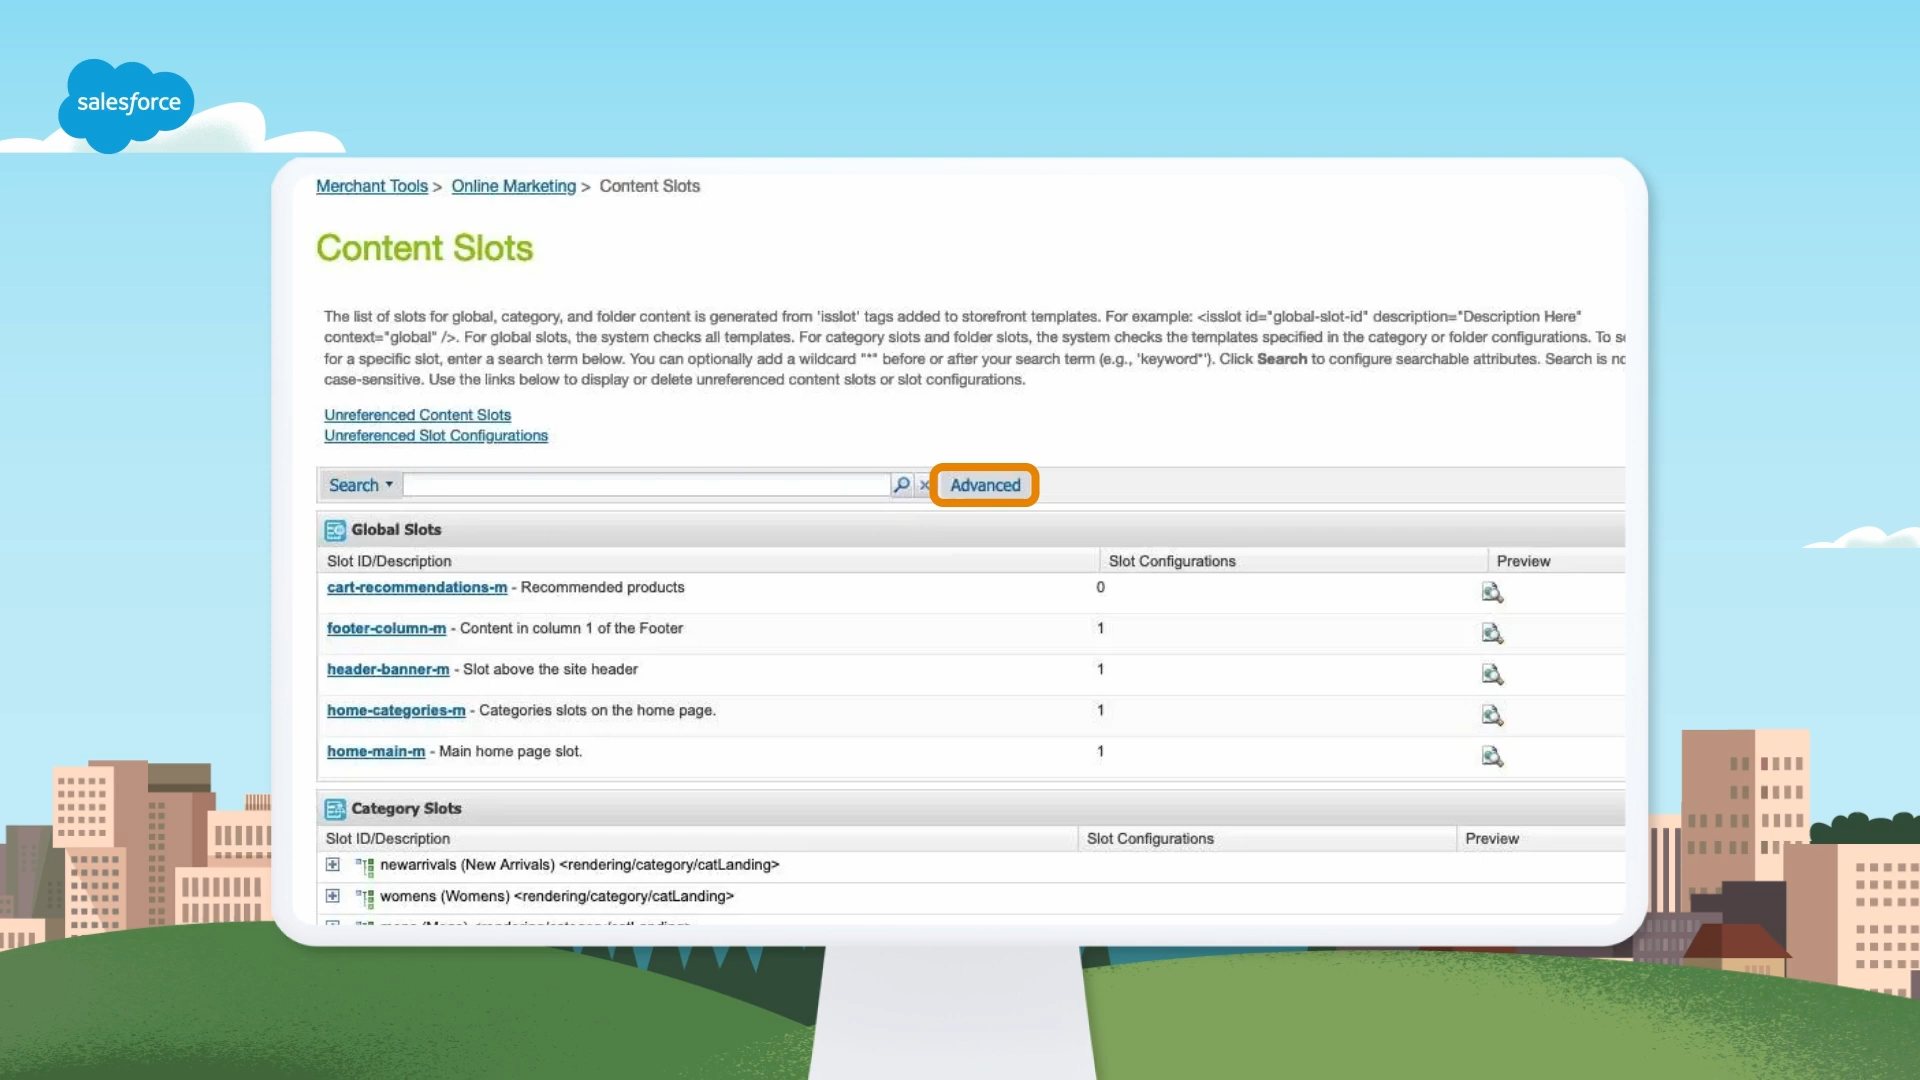 salesforce
Merchant Tools > Online Marketing > Content Slots
Content Slots
The list of slots for global, category, and folder content is generated from 'isslot' tags added to storefront templates. For example: <isslot id="global-slot-id" description="Description Here"
context="global" />. For global slots, the system checks all templates. For category slots and folder slots, the system checks the templates specified in the category or folder configurations. To
for a specific slot, enter a search term below. You can optionally add a wildcard "*" before or after your search term (e.g., 'keyword*'). Click Search to configure searchable attributes. Search is
case-sensitive. Use the links below to display or delete unreferenced content slots or slot configurations.
Unreferenced Content Slots
Unreferenced Slot Configurations
Search Advanced
Global Slots
Slot ID/Description Slot Configurations Preview
cart-recommendations-m - Recommended products 0
footer-column-m - Content in column 1 of the Footer 1
header-banner-m - Slot above the site header 1
home-categories-m - Categories slots on the home page. 1
home-main-m - Main home page slot. 1
Category Slots
Slot ID/Description Slot Configurations Preview
newarrivals (New Arrivals) <rendering/category/catLanding>
womens (Womens) <rendering/category/catLanding>